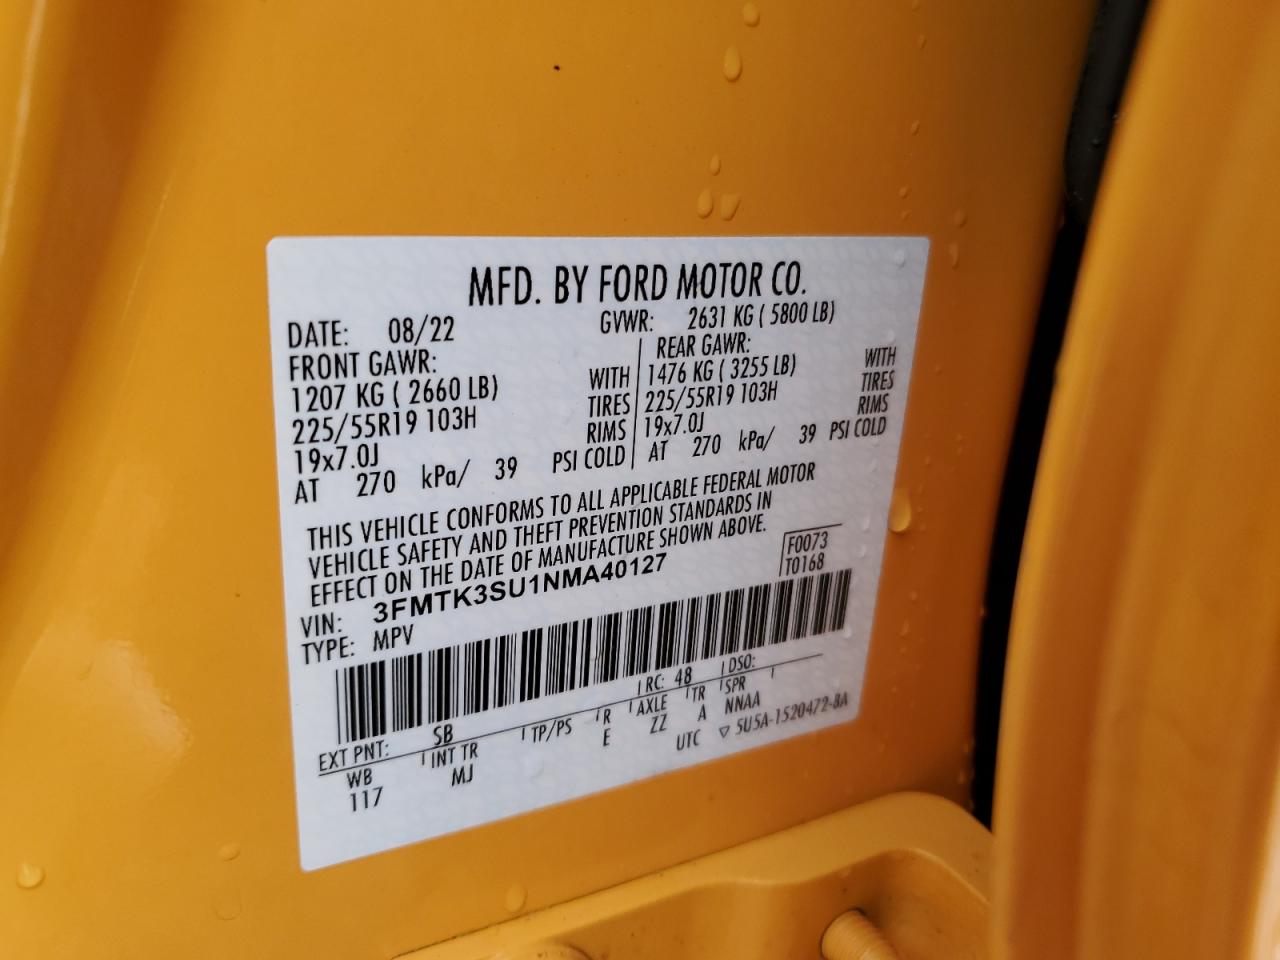 MFD. BY FORD MOTOR CO.
DATE: 08/22 GVWR: 2631 KG ( 5800 LB)
FRONT GAWR: REAR GAWR:
1207 KG ( 2660 LB) WITH 1476 KG ( 3255 LB) WITH
225/55R19 103H TIRES 225/55R19 103H TIRES
19x7.0J RIMS 19x7.0J RIMS
AT 270 kPa/ 39 PSI COLD AT 270 kPa/ 39 PSI COLD
THIS VEHICLE CONFORMS TO ALL APPLICABLE FEDERAL MOTOR
VEHICLE SAFETY AND THEFT PREVENTION STANDARDS IN
EFFECT ON THE DATE OF MANUFACTURE SHOWN ABOVE.
VIN: 3FMTK3SU1NMA40127 F0073
TYPE: MPV T0168
EXT PNT: SB RC: 48 DSO:
WB INT TR TP/PS R AXLE TR SPR
117 MJ E ZZ A NNAA
UTC ▽ 5U5A-1520472-BA